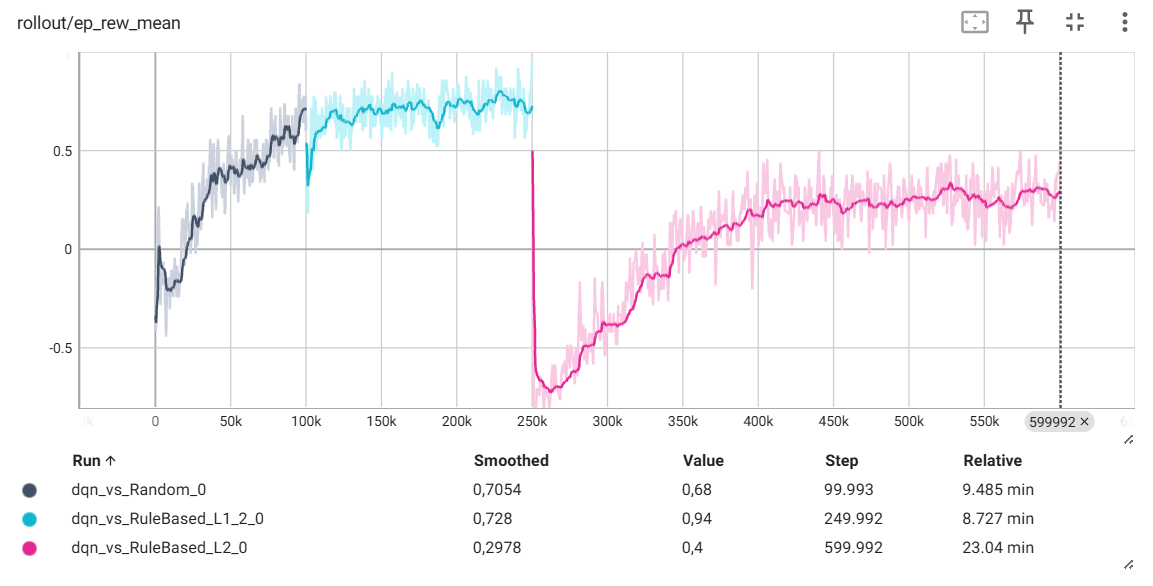 rollout/ep_rew_mean
0.5
0
-0.5
0 50k 100k 150k 200k 250k 300k 350k 400k 450k 500k 550k 599992 ×
Run ↑ Smoothed Value Step Relative
dqn_vs_Random_0 0,7054 0,68 99.993 9.485 min
dqn_vs_RuleBased_L1_2_0 0,728 0,94 249.992 8.727 min
dqn_vs_RuleBased_L2_0 0,2978 0,4 599.992 23.04 min